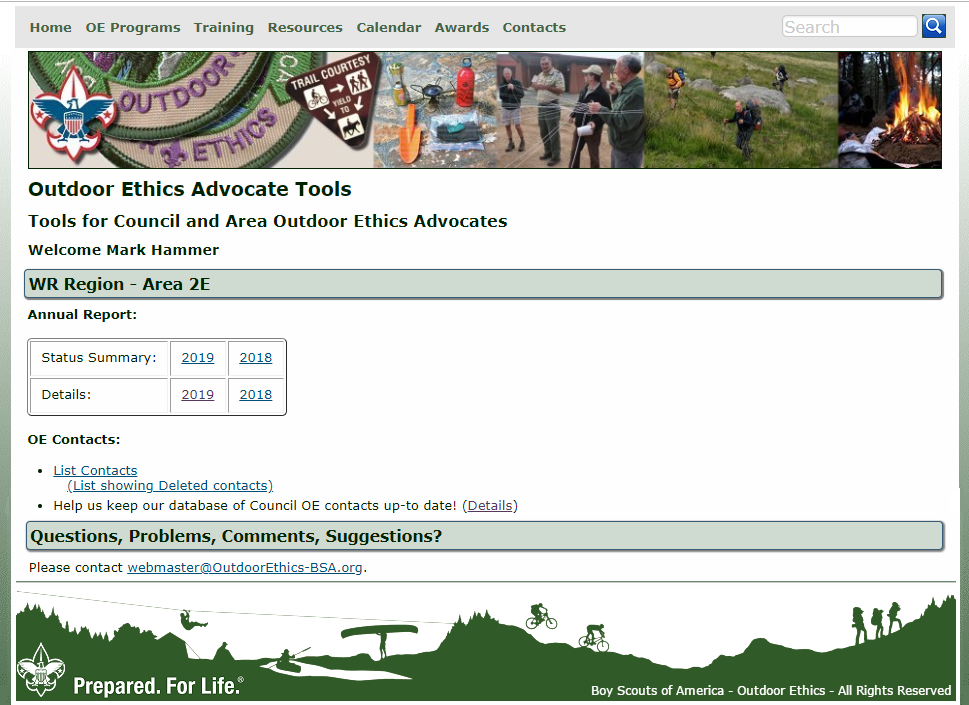 Home OE Programs Training Resources Calendar Awards Contacts Search
OUTDOOR
ETHICS
TRAIL COURTESY
YIELD
TO
Outdoor Ethics Advocate Tools
Tools for Council and Area Outdoor Ethics Advocates
Welcome Mark Hammer
WR Region - Area 2E
Annual Report:
Status Summary: 2019 2018
Details: 2019 2018
OE Contacts:
List Contacts
(List showing Deleted contacts)
Help us keep our database of Council OE contacts up-to date! (Details)
Questions, Problems, Comments, Suggestions?
Please contact webmaster@OutdoorEthics-BSA.org.
Prepared. For Life.®
Boy Scouts of America - Outdoor Ethics - All Rights Reserved